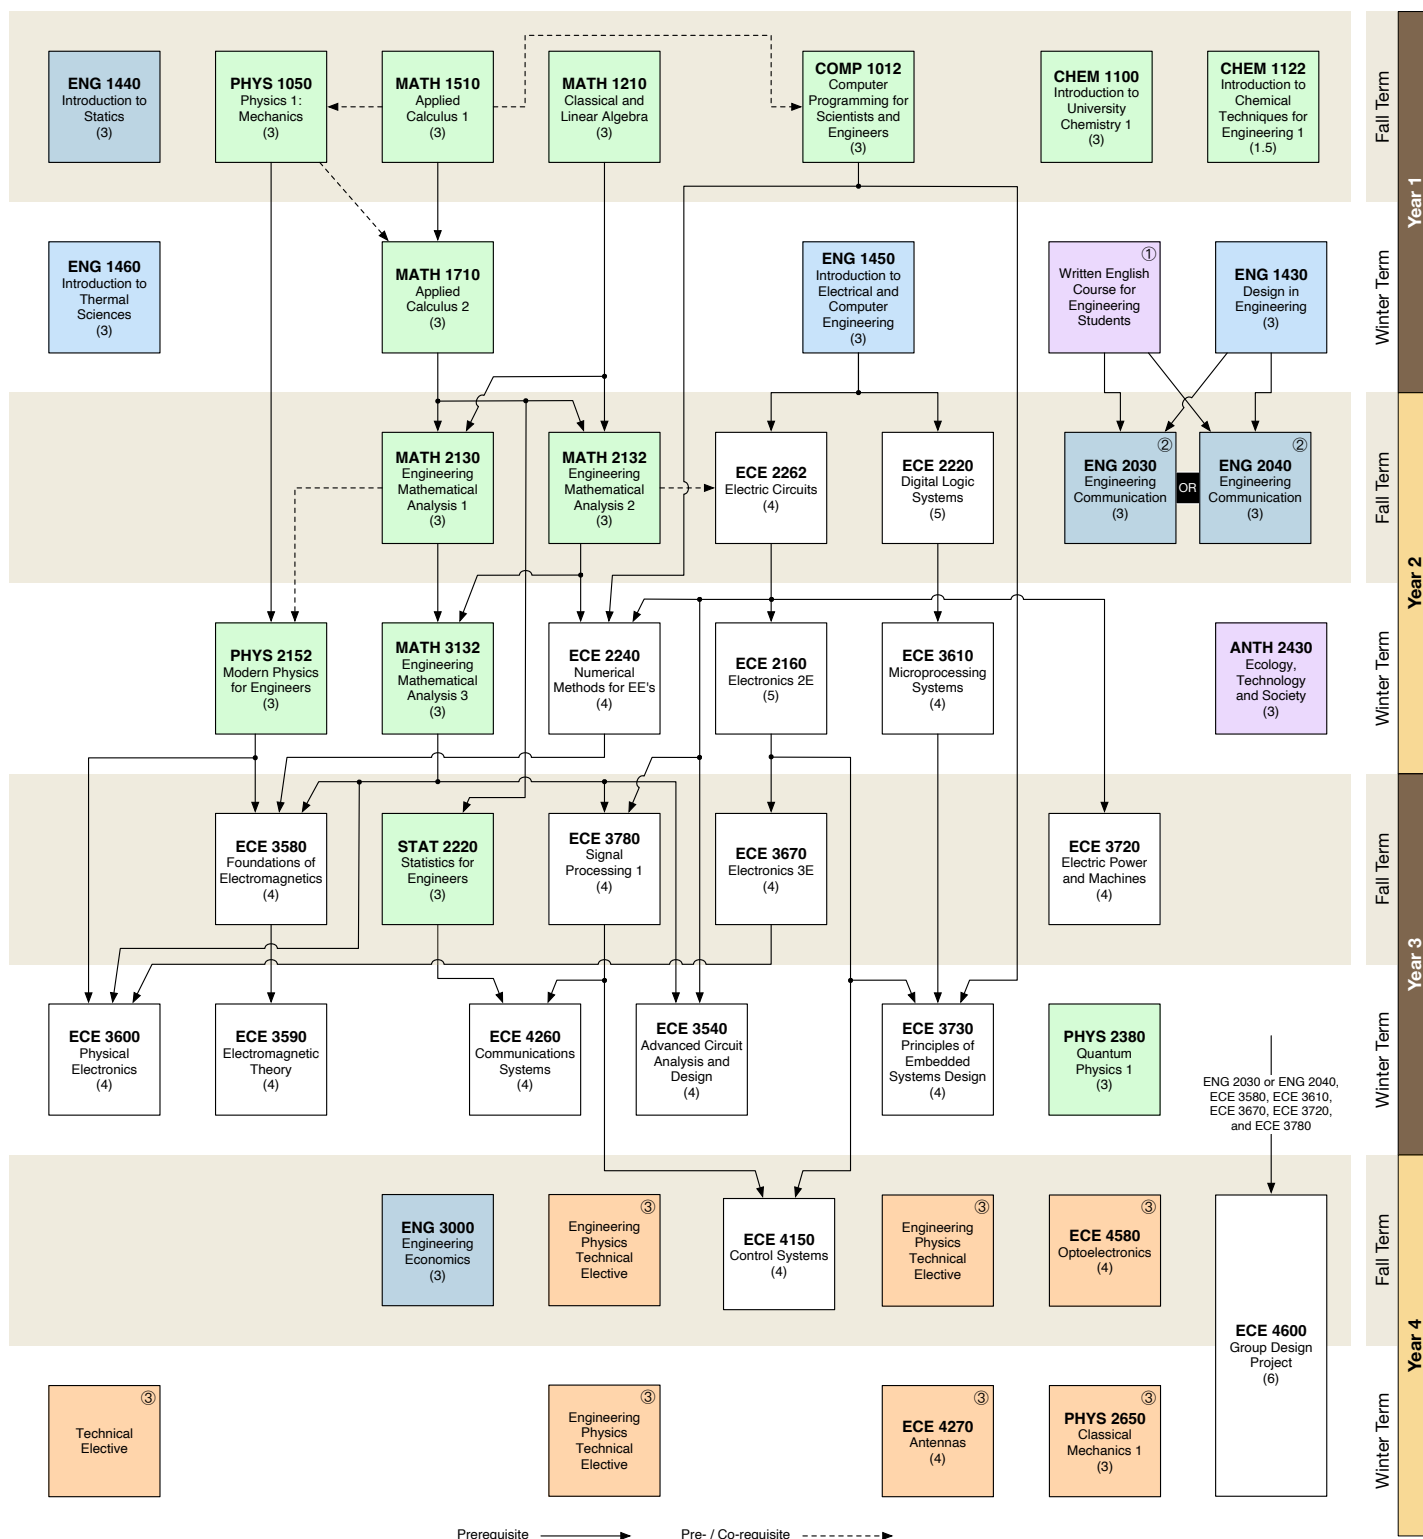 ENG 1440
Introduction to
Statics
(3)
PHYS 1050
Physics 1:
Mechanics
(3)
MATH 1510
Applied
Calculus 1
(3)
MATH 1210
Classical and
Linear Algebra
(3)
COMP 1012
Computer
Programming for
Scientists and
Engineers
(3)
CHEM 1100
Introduction to
University
Chemistry 1
(3)
CHEM 1122
Introduction to
Chemical
Techniques for
Engineering 1
(1.5)
Fall Term
Year 1
ENG 1460
Introduction to
Thermal
Sciences
(3)
MATH 1710
Applied
Calculus 2
(3)
ENG 1450
Introduction to
Electrical and
Computer
Engineering
(3)
①
Written English
Course for
Engineering
Students
ENG 1430
Design in
Engineering
(3)
Winter Term
MATH 2130
Engineering
Mathematical
Analysis 1
(3)
MATH 2132
Engineering
Mathematical
Analysis 2
(3)
ECE 2262
Electric Circuits
(4)
ECE 2220
Digital Logic
Systems
(5)
②
ENG 2030
Engineering
Communication
(3)
OR
②
ENG 2040
Engineering
Communication
(3)
Fall Term
Year 2
PHYS 2152
Modern Physics
for Engineers
(3)
MATH 3132
Engineering
Mathematical
Analysis 3
(3)
ECE 2240
Numerical
Methods for EE's
(4)
ECE 2160
Electronics 2E
(5)
ECE 3610
Microprocessing
Systems
(4)
ANTH 2430
Ecology,
Technology
and Society
(3)
Winter Term
ECE 3580
Foundations of
Electromagnetics
(4)
STAT 2220
Statistics for
Engineers
(3)
ECE 3780
Signal
Processing 1
(4)
ECE 3670
Electronics 3E
(4)
ECE 3720
Electric Power
and Machines
(4)
Fall Term
Year 3
ECE 3600
Physical
Electronics
(4)
ECE 3590
Electromagnetic
Theory
(4)
ECE 4260
Communications
Systems
(4)
ECE 3540
Advanced Circuit
Analysis and
Design
(4)
ECE 3730
Principles of
Embedded
Systems Design
(4)
PHYS 2380
Quantum
Physics 1
(3)
ENG 2030 or ENG 2040,
ECE 3580, ECE 3610,
ECE 3670, ECE 3720,
and ECE 3780
Winter Term
ENG 3000
Engineering
Economics
(3)
③
Engineering
Physics
Technical
Elective
ECE 4150
Control Systems
(4)
③
Engineering
Physics
Technical
Elective
③
ECE 4580
Optoelectronics
(4)
ECE 4600
Group Design
Project
(6)
Fall Term
Year 4
③
Technical
Elective
③
Engineering
Physics
Technical
Elective
③
ECE 4270
Antennas
(4)
③
PHYS 2650
Classical
Mechanics 1
(3)
Winter Term
Prerequisite
Pre- / Co-requisite